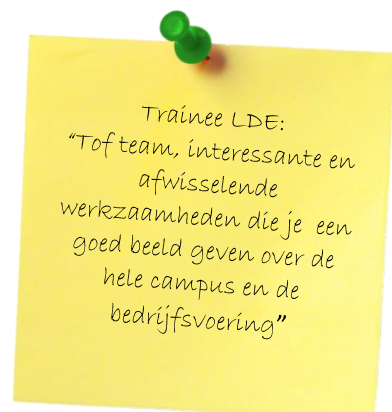 Trainee LDE:
“Tof team, interessante en
afwisselende
werkzaamheden die je een
goed beeld geven over de
hele campus en de
bedrijfsvoering”